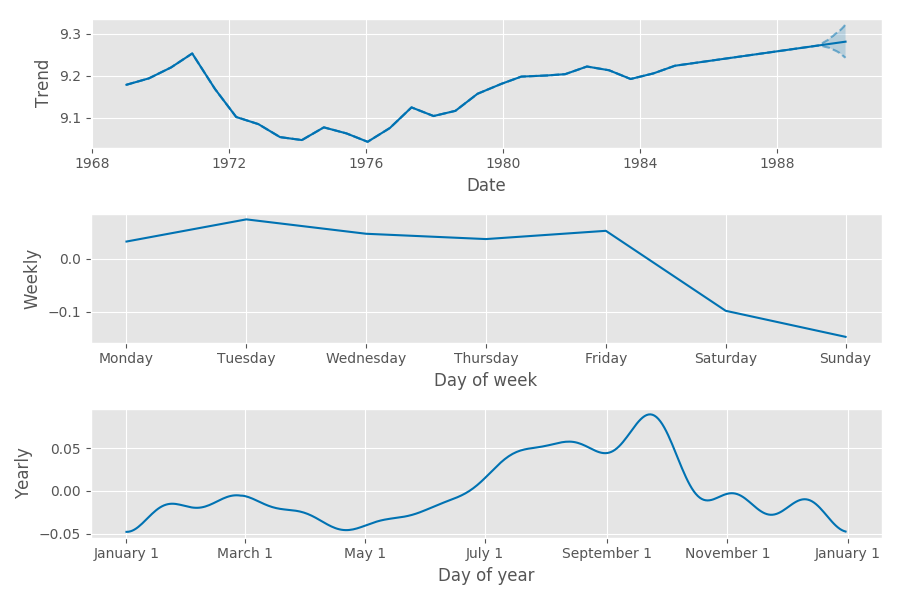 9.3
9.2
9.1
Trend
1968 1972 1976 1980 1984 1988
Date
0.0
−0.1
Weekly
Monday Tuesday Wednesday Thursday Friday Saturday Sunday
Day of week
0.05
0.00
−0.05
Yearly
January 1 March 1 May 1 July 1 September 1 November 1 January 1
Day of year